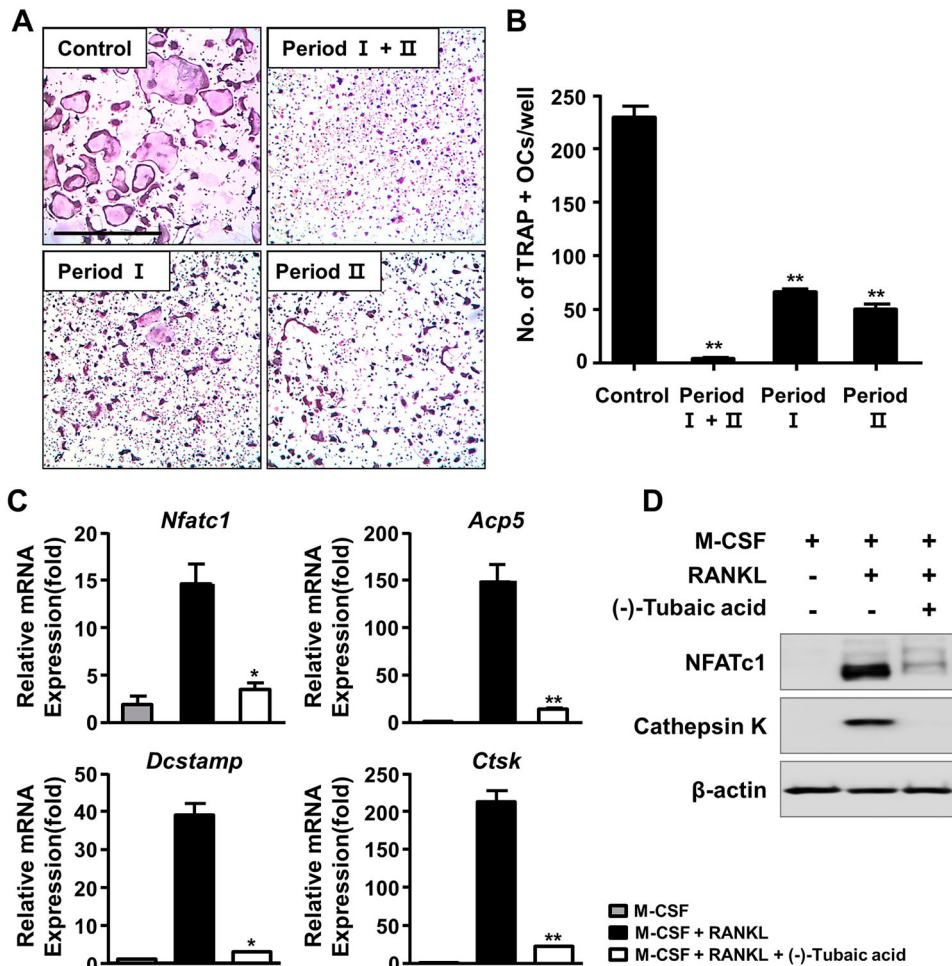 A
Control
Period Ⅰ + Ⅱ
Period Ⅰ
Period Ⅱ
B
No. of TRAP + OCs/well
250
200
150
100
50
0
**
**
**
Control
Period
Ⅰ + Ⅱ
Period
Ⅰ
Period
Ⅱ
C
Nfatc1
Relative mRNA
Expression(fold)
20
15
10
5
0
*
Acp5
Relative mRNA
Expression(fold)
200
150
100
50
0
**
Dcstamp
Relative mRNA
Expression(fold)
50
40
30
20
10
0
*
Ctsk
Relative mRNA
Expression(fold)
250
200
150
100
50
0
**
D
M-CSF + + +
RANKL - + +
(-)-Tubaic acid - - +
NFATc1
Cathepsin K
β-actin
M-CSF
M-CSF + RANKL
M-CSF + RANKL + (-)-Tubaic acid